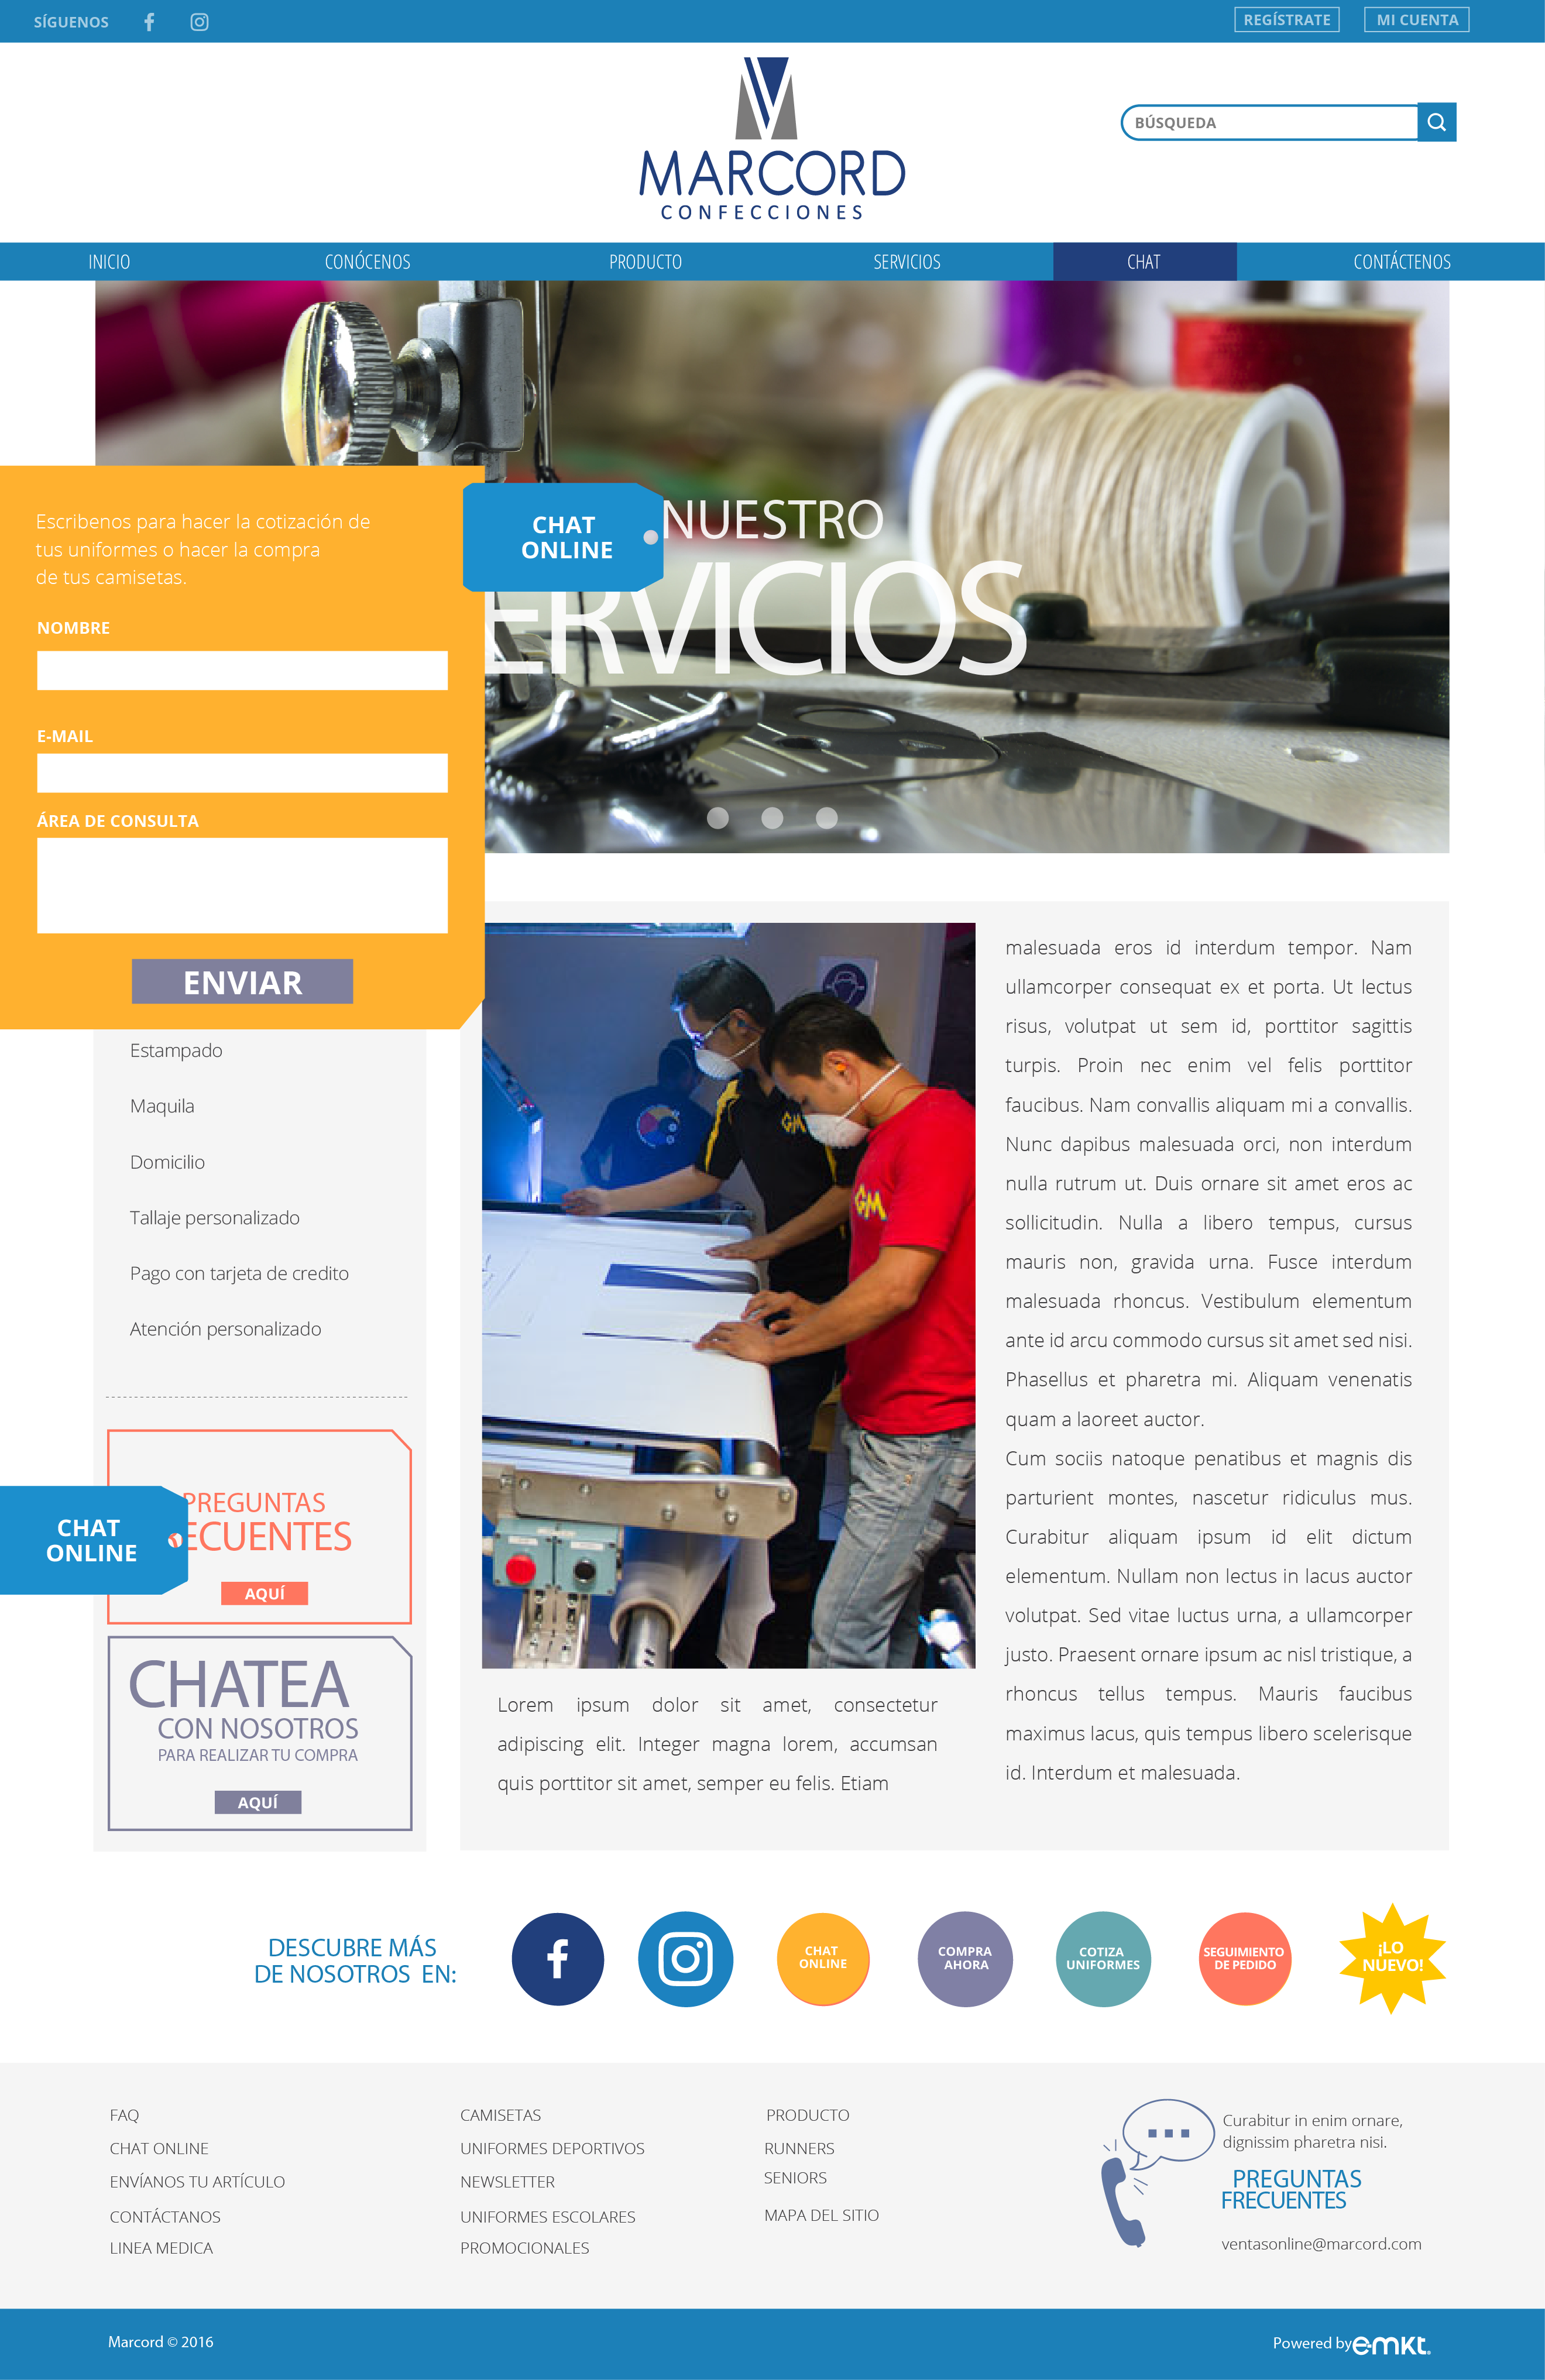 SÍGUENOS
REGÍSTRATE
MI CUENTA
MARCORD
CONFECCIONES
BÚSQUEDA
INICIO
CONÓCENOS
PRODUCTO
SERVICIOS
CHAT
CONTÁCTENOS
NUESTRO
ERVICIOS
CHAT
ONLINE
Escribenos para hacer la cotización de
tus uniformes o hacer la compra
de tus camisetas.
NOMBRE
E-MAIL
ÁREA DE CONSULTA
ENVIAR
Estampado
Maquila
Domicilio
Tallaje personalizado
Pago con tarjeta de credito
Atención personalizado
PREGUNTAS
ECUENTES
AQUÍ
CHAT
ONLINE
CHATEA
CON NOSOTROS
PARA REALIZAR TU COMPRA
AQUÍ
GM
GM
Lorem ipsum dolor sit amet, consectetur
adipiscing elit. Integer magna lorem, accumsan
quis porttitor sit amet, semper eu felis. Etiam
malesuada eros id interdum tempor. Nam
ullamcorper consequat ex et porta. Ut lectus
risus, volutpat ut sem id, porttitor sagittis
turpis. Proin nec enim vel felis porttitor
faucibus. Nam convallis aliquam mi a convallis.
Nunc dapibus malesuada orci, non interdum
nulla rutrum ut. Duis ornare sit amet eros ac
sollicitudin. Nulla a libero tempus, cursus
mauris non, gravida urna. Fusce interdum
malesuada rhoncus. Vestibulum elementum
ante id arcu commodo cursus sit amet sed nisi.
Phasellus et pharetra mi. Aliquam venenatis
quam a laoreet auctor.
Cum sociis natoque penatibus et magnis dis
parturient montes, nascetur ridiculus mus.
Curabitur aliquam ipsum id elit dictum
elementum. Nullam non lectus in lacus auctor
volutpat. Sed vitae luctus urna, a ullamcorper
justo. Praesent ornare ipsum ac nisl tristique, a
rhoncus tellus tempus. Mauris faucibus
maximus lacus, quis tempus libero scelerisque
id. Interdum et malesuada.
DESCUBRE MÁS
DE NOSOTROS EN:
CHAT
ONLINE
COMPRA
AHORA
COTIZA
UNIFORMES
SEGUIMIENTO
DE PEDIDO
¡LO
NUEVO!
FAQ
CHAT ONLINE
ENVÍANOS TU ARTÍCULO
CONTÁCTANOS
LINEA MEDICA
CAMISETAS
UNIFORMES DEPORTIVOS
NEWSLETTER
UNIFORMES ESCOLARES
PROMOCIONALES
PRODUCTO
RUNNERS
SENIORS
MAPA DEL SITIO
Curabitur in enim ornare,
dignissim pharetra nisi.
PREGUNTAS
FRECUENTES
ventasonline@marcord.com
Marcord © 2016
Powered by e·mkt.